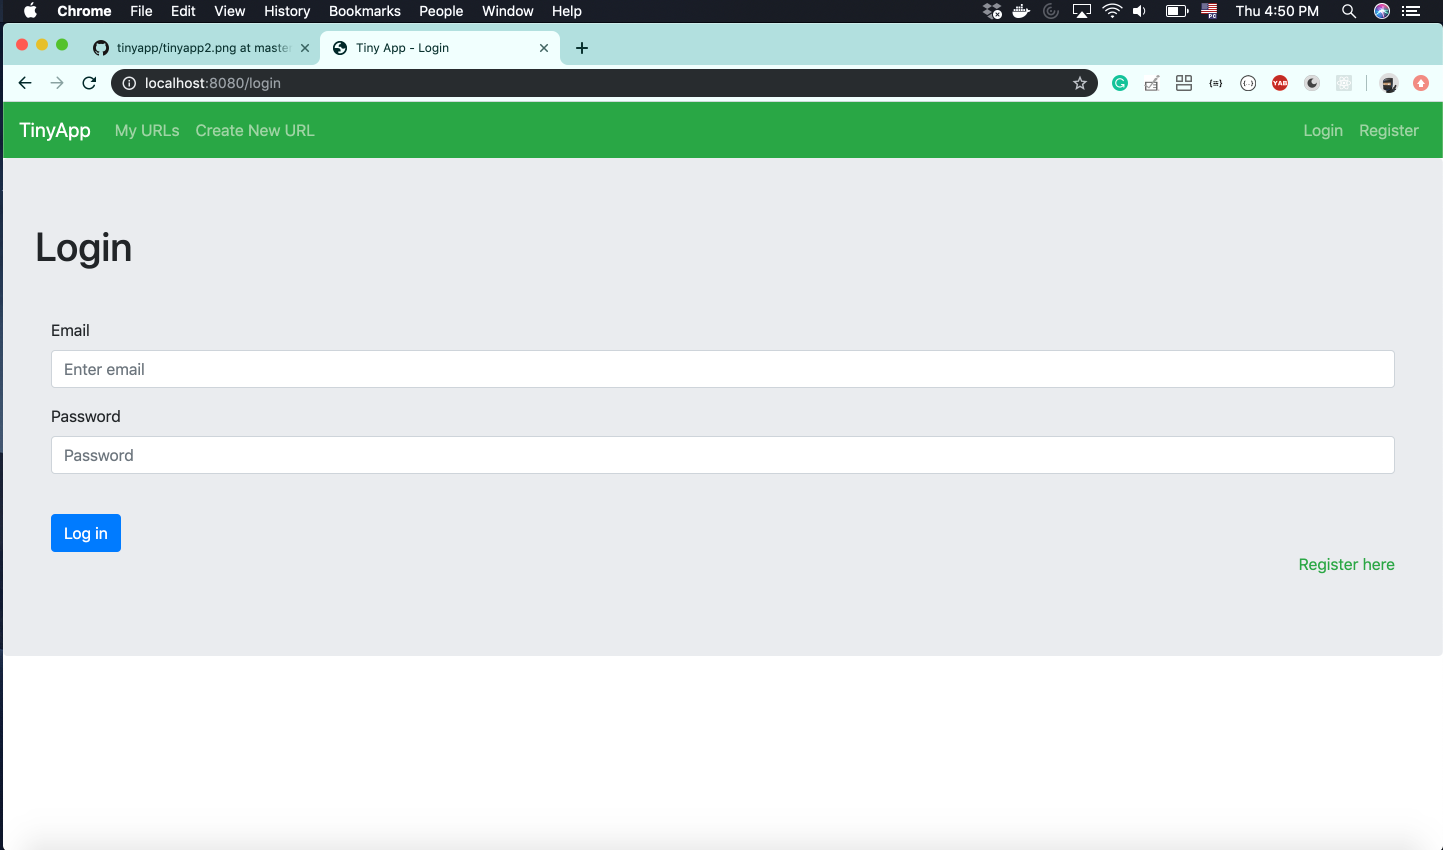 Chrome File Edit View History Bookmarks People Window Help Thu 4:50 PM
tinyapp/tinyapp2.png at maste Tiny App - Login
localhost:8080/login
TinyApp My URLs Create New URL Login Register
Login
Email
Enter email
Password
Password
Log in
Register here